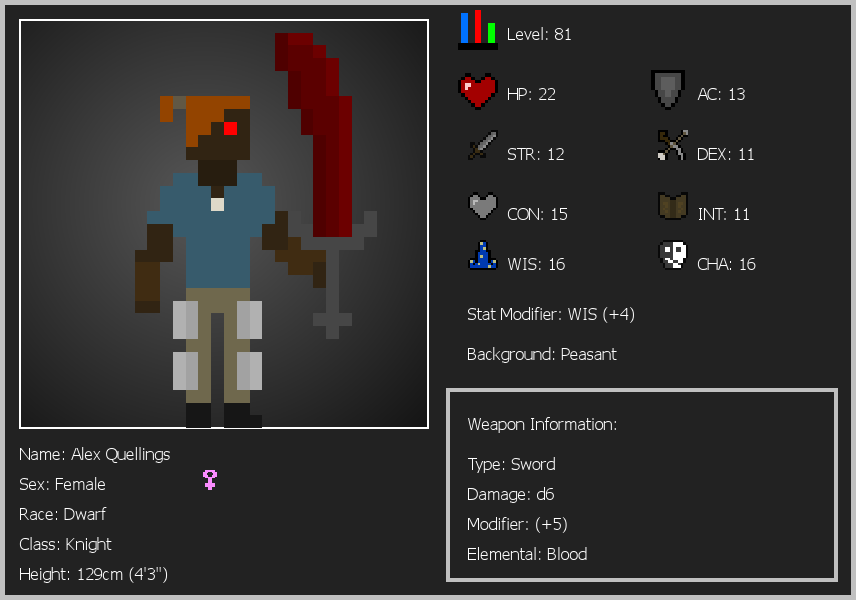 Level: 81
HP: 22
AC: 13
STR: 12
DEX: 11
CON: 15
INT: 11
WIS: 16
CHA: 16
Stat Modifier: WIS (+4)
Background: Peasant
Weapon Information:
Type: Sword
Damage: d6
Modifier: (+5)
Elemental: Blood
Name: Alex Quellings
Sex: Female
Race: Dwarf
Class: Knight
Height: 129cm (4'3")